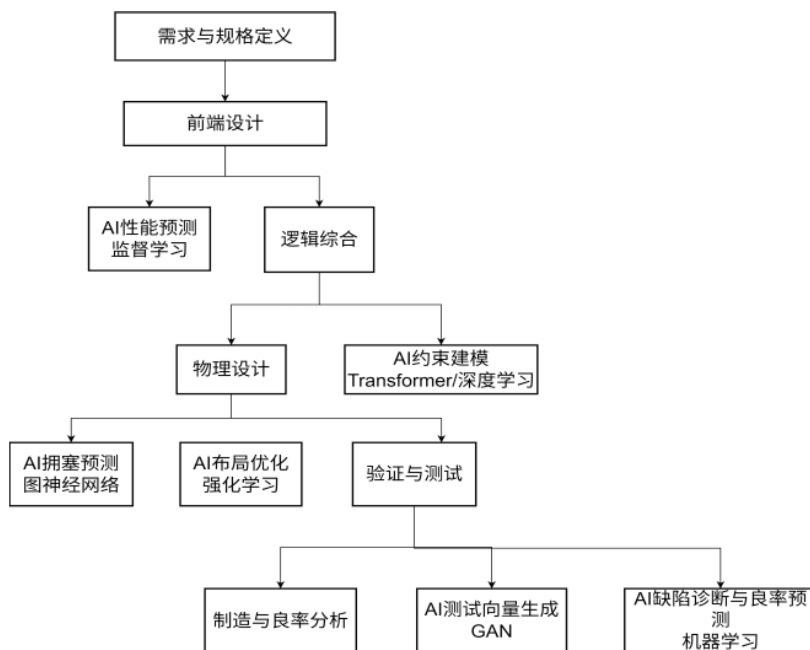 需求与规格定义
前端设计
AI性能预测
监督学习
逻辑综合
物理设计
AI约束建模
Transformer/深度学习
AI拥塞预测
图神经网络
AI布局优化
强化学习
验证与测试
制造与良率分析
AI测试向量生成
GAN
AI缺陷诊断与良率预
测
机器学习